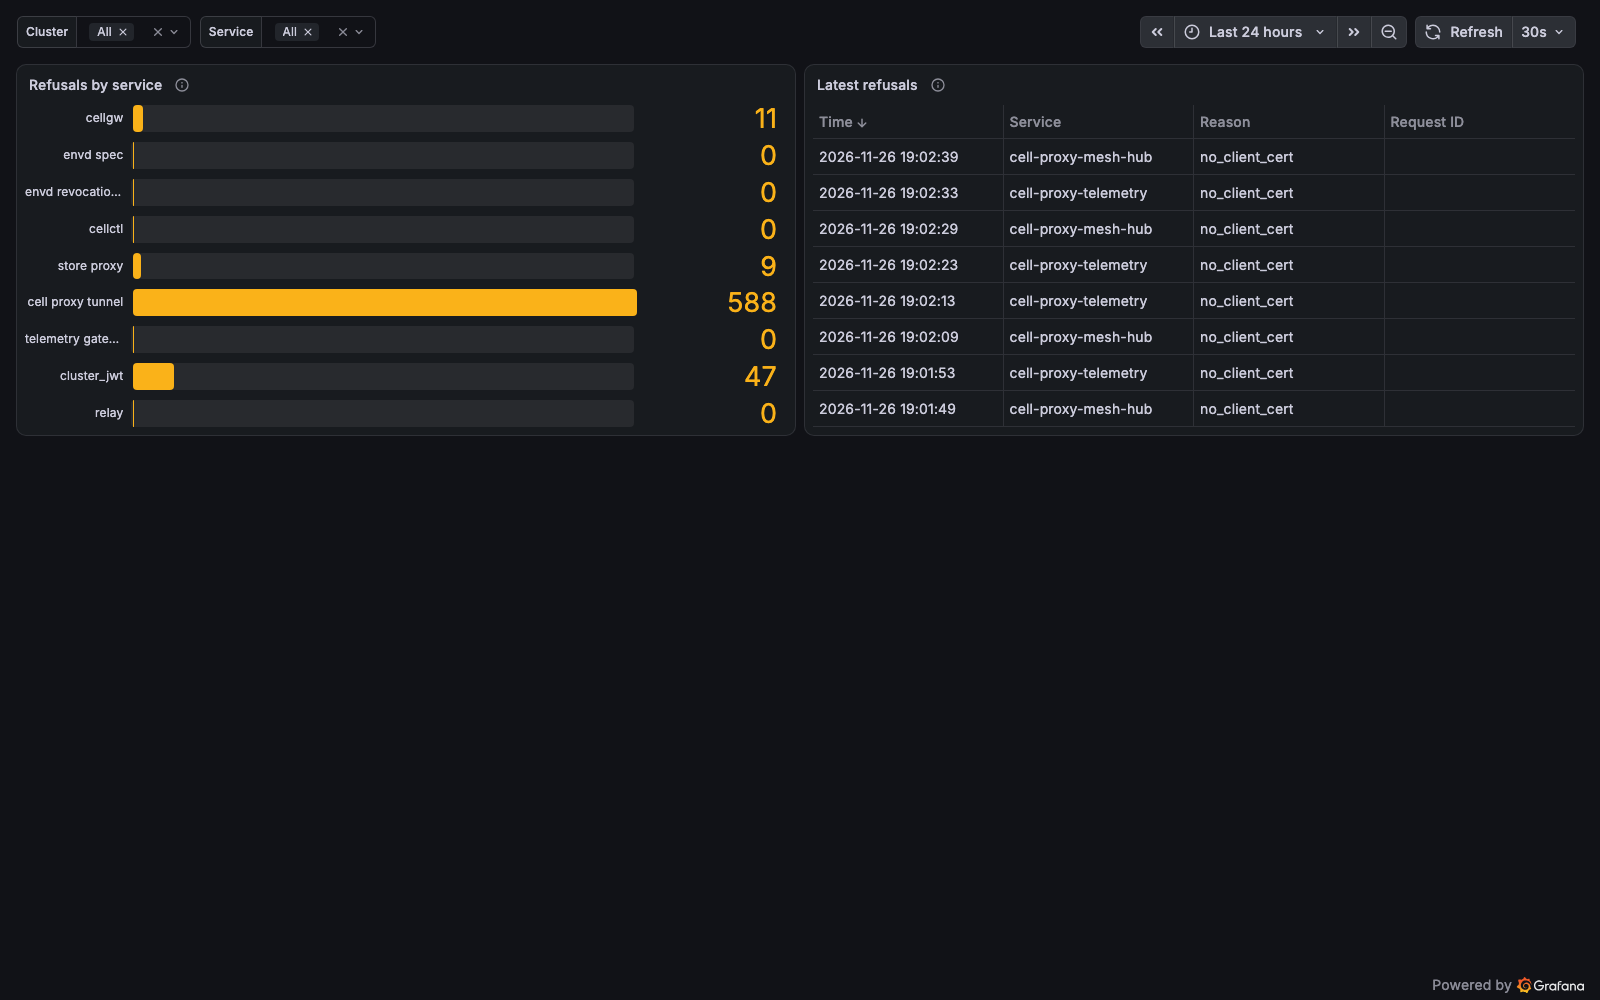 Cluster All Service All Last 24 hours Refresh 30s
Refusals by service
cellgw 11
envd spec 0
envd revocatio... 0
cellctl 0
store proxy 9
cell proxy tunnel 588
telemetry gate... 0
cluster_jwt 47
relay 0
Latest refusals
Time Service Reason Request ID
2026-11-26 19:02:39 cell-proxy-mesh-hub no_client_cert
2026-11-26 19:02:33 cell-proxy-telemetry no_client_cert
2026-11-26 19:02:29 cell-proxy-mesh-hub no_client_cert
2026-11-26 19:02:23 cell-proxy-telemetry no_client_cert
2026-11-26 19:02:13 cell-proxy-telemetry no_client_cert
2026-11-26 19:02:09 cell-proxy-mesh-hub no_client_cert
2026-11-26 19:01:53 cell-proxy-telemetry no_client_cert
2026-11-26 19:01:49 cell-proxy-mesh-hub no_client_cert
Powered by Grafana